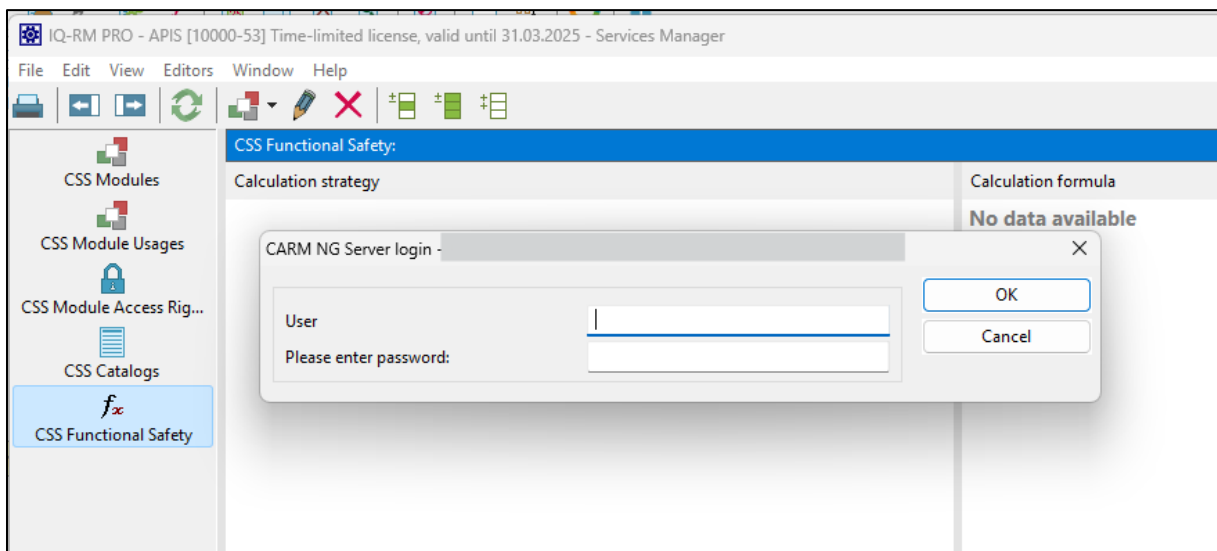 IQ-RM PRO - APIS [10000-53] Time-limited license, valid until 31.03.2025 - Services Manager
File Edit View Editors Window Help
CSS Modules
CSS Module Usages
CSS Module Access Rig...
CSS Catalogs
fx
CSS Functional Safety
CSS Functional Safety:
Calculation strategy
Calculation formula
No data available
CARM NG Server login -
User
Please enter password:
OK
Cancel